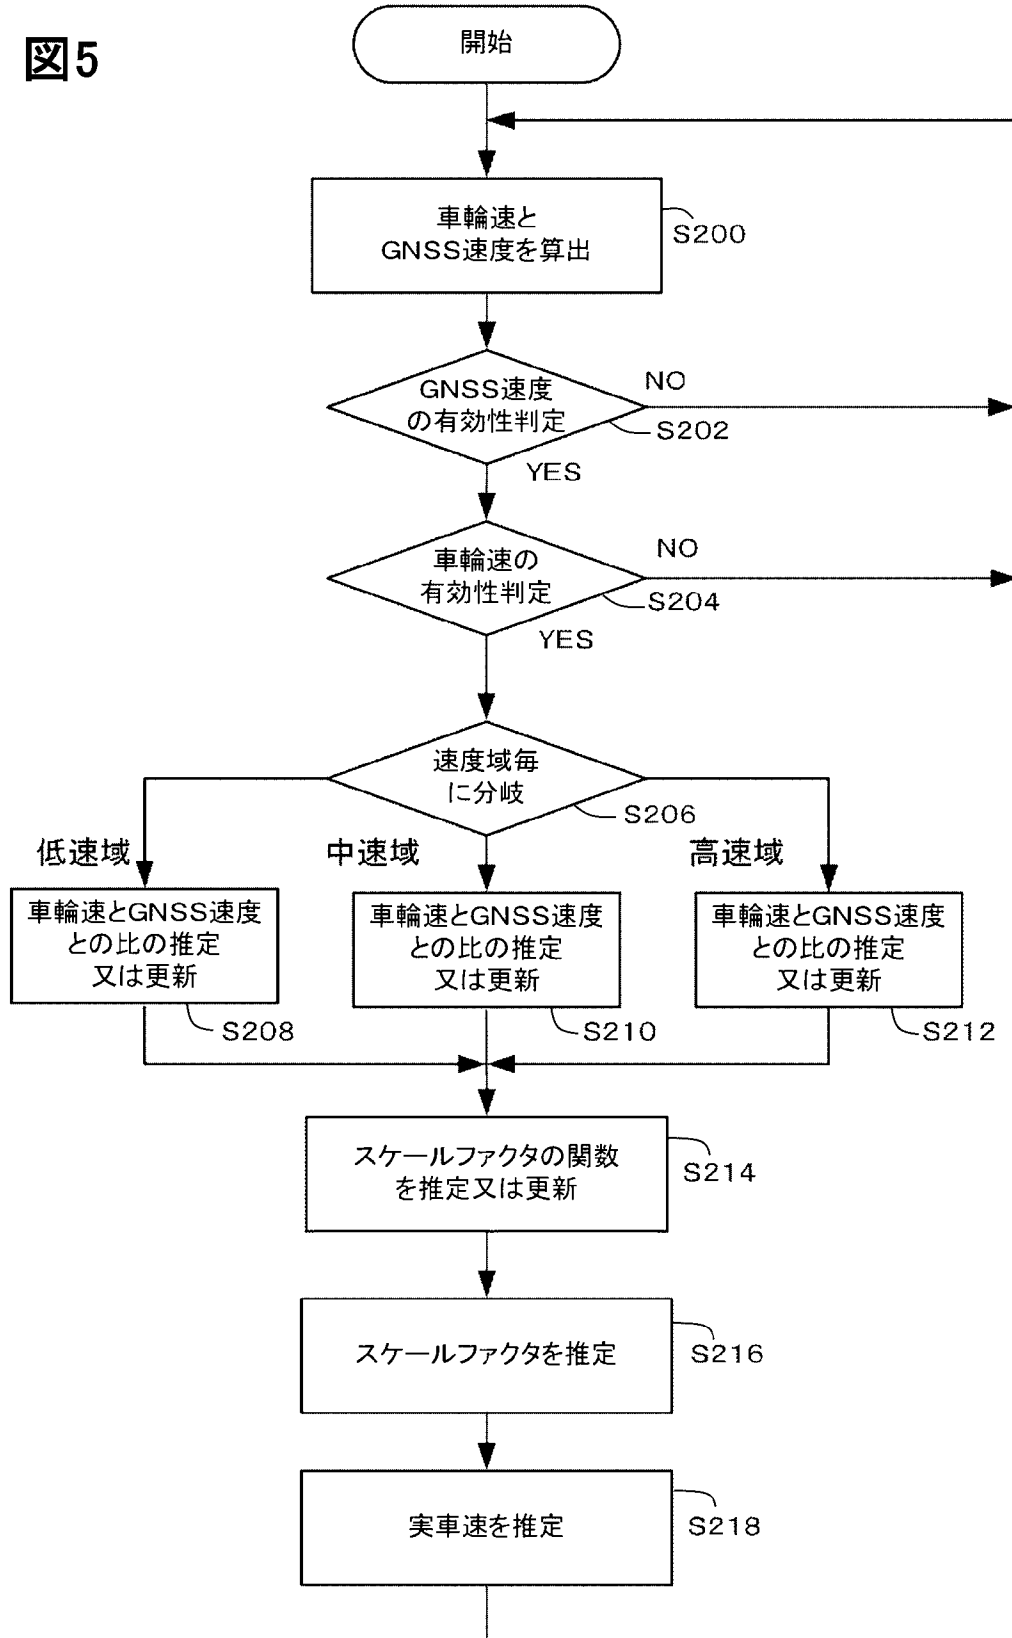 図5
開始
車輪速と
GNSS速度を算出
S200
GNSS速度
の有効性判定
NO
S202
YES
車輪速の
有効性判定
NO
S204
YES
速度域毎
に分岐
S206
低速域
中速域
高速域
車輪速とGNSS速度
との比の推定
又は更新
S208
車輪速とGNSS速度
との比の推定
又は更新
S210
車輪速とGNSS速度
との比の推定
又は更新
S212
スケールファクタの関数
を推定又は更新
S214
スケールファクタを推定
S216
実車速を推定
S218